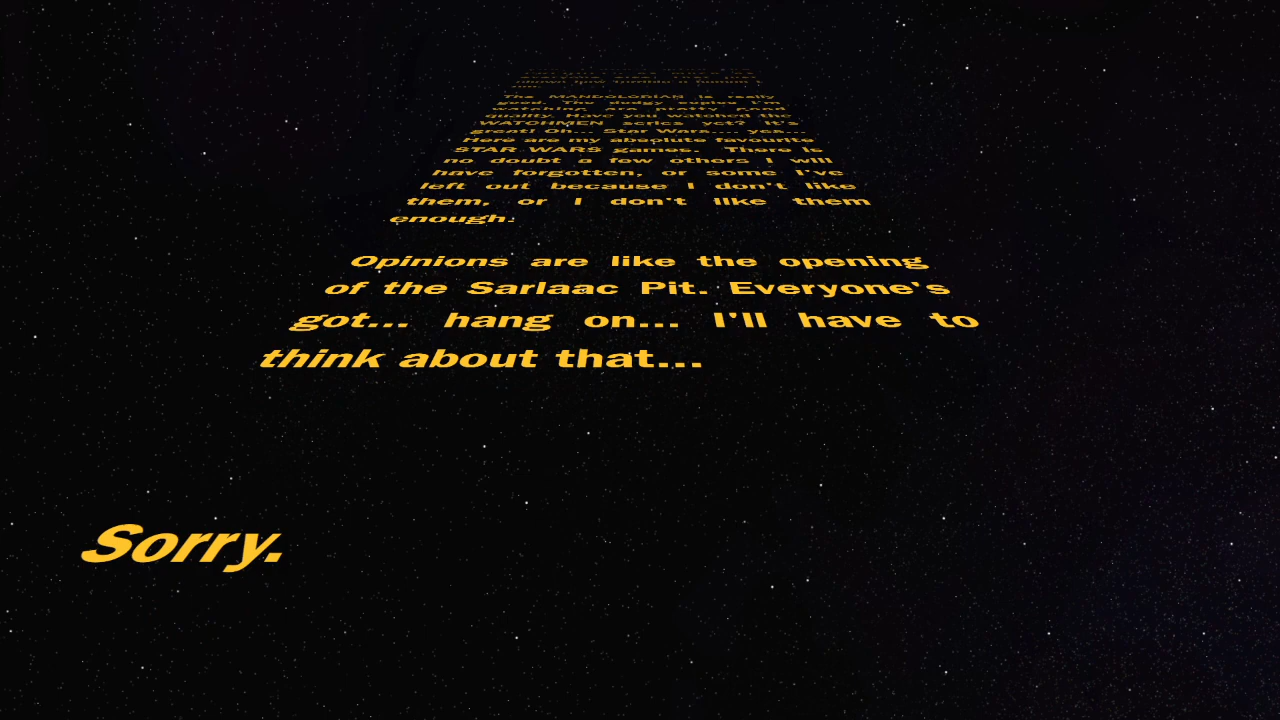 The MANDOLORIAN is really
good. The dodgy copies I'm
watching are pretty good
quality. Have you watched the
WATCHMEN series yet? It's
great! Oh... Star Wars.... yes...
Here are my absolute favourite
STAR WARS games. There is
no doubt a few others I will
have forgotten, or some I've
left out because I don't like
them, or I don't like them
enough.
Opinions are like the opening
of the Sarlaac Pit. Everyone's
got... hang on... I'll have to
think about that...
Sorry.